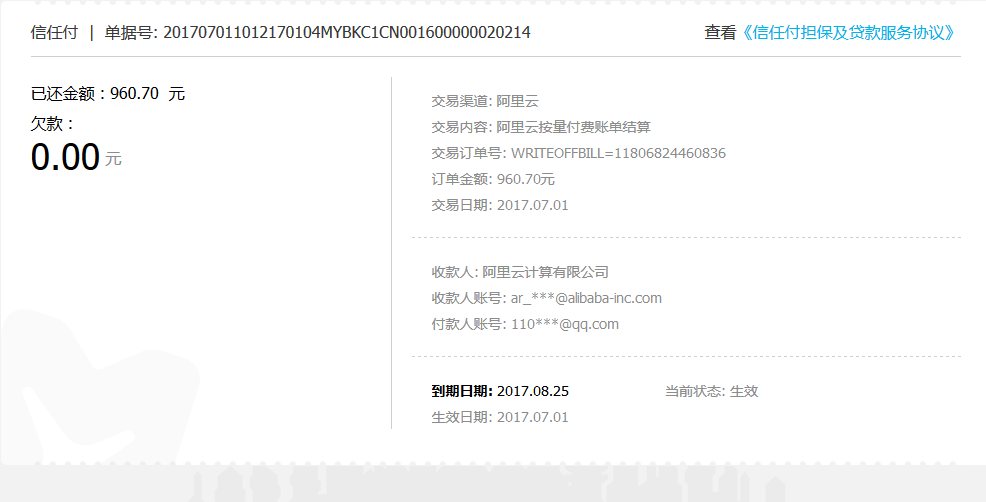 信任付 | 单据号: 201707011012170104MYBKC1CN001600000020214
查看《信任付担保及贷款服务协议》
已还金额：960.70 元
欠款：
0.00 元
交易渠道: 阿里云
交易内容: 阿里云按量付费账单结算
交易订单号: WRITEOFFBILL=11806824460836
订单金额: 960.70元
交易日期: 2017.07.01
收款人: 阿里云计算有限公司
收款人账号: ar_***@alibaba-inc.com
付款人账号: 110***@qq.com
到期日期: 2017.08.25
当前状态: 生效
生效日期: 2017.07.01